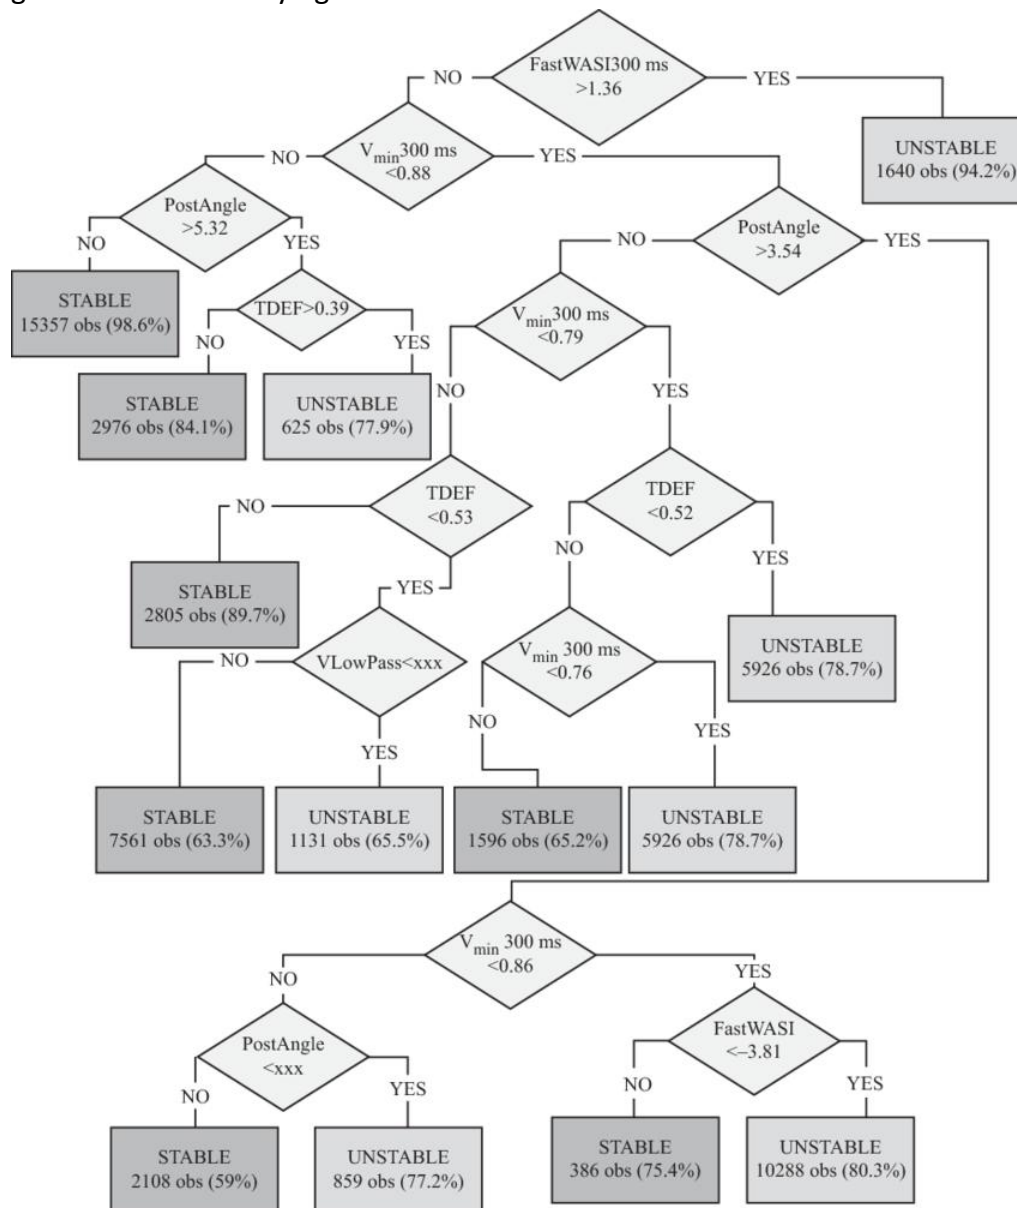 FastWASI300 ms
>1.36
NO
YES
UNSTABLE
1640 obs (94.2%)
Vmin300 ms
<0.88
NO
YES
PostAngle
>5.32
NO
YES
STABLE
15357 obs (98.6%)
TDEF>0.39
NO
YES
STABLE
2976 obs (84.1%)
UNSTABLE
625 obs (77.9%)
PostAngle
>3.54
NO
YES
Vmin300 ms
<0.79
NO
YES
TDEF
<0.53
NO
YES
STABLE
2805 obs (89.7%)
VLowPass<xxx
NO
YES
STABLE
7561 obs (63.3%)
UNSTABLE
1131 obs (65.5%)
TDEF
<0.52
NO
YES
UNSTABLE
5926 obs (78.7%)
Vmin 300 ms
<0.76
NO
YES
STABLE
1596 obs (65.2%)
UNSTABLE
5926 obs (78.7%)
Vmin 300 ms
<0.86
NO
YES
PostAngle
<xxx
NO
YES
STABLE
2108 obs (59%)
UNSTABLE
859 obs (77.2%)
FastWASI
<–3.81
NO
YES
STABLE
386 obs (75.4%)
UNSTABLE
10288 obs (80.3%)